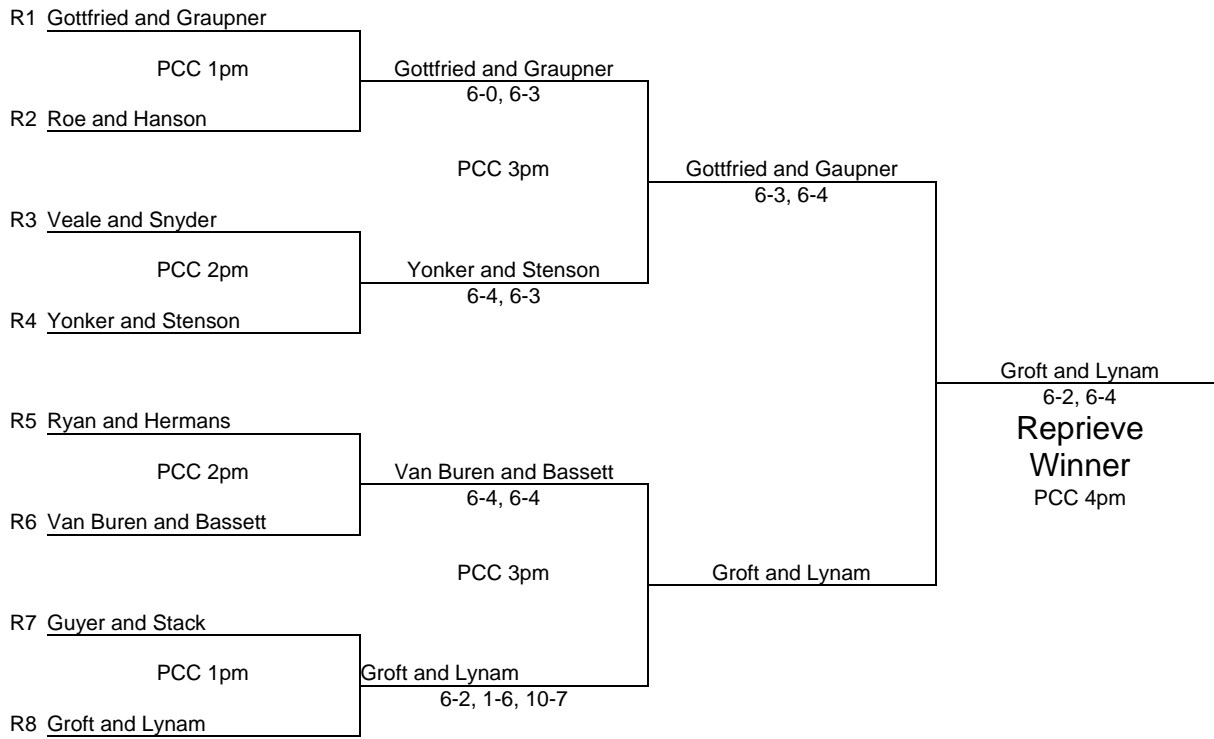 R1 Gottfried and Graupner
PCC 1pm
Gottfried and Graupner
6-0, 6-3
R2 Roe and Hanson
PCC 3pm
Gottfried and Gaupner
6-3, 6-4
R3 Veale and Snyder
PCC 2pm
Yonker and Stenson
6-4, 6-3
R4 Yonker and Stenson
Groft and Lynam
6-2, 6-4
Reprieve
Winner
PCC 4pm
R5 Ryan and Hermans
PCC 2pm
Van Buren and Bassett
6-4, 6-4
R6 Van Buren and Bassett
PCC 3pm
Groft and Lynam
R7 Guyer and Stack
PCC 1pm
Groft and Lynam
6-2, 1-6, 10-7
R8 Groft and Lynam